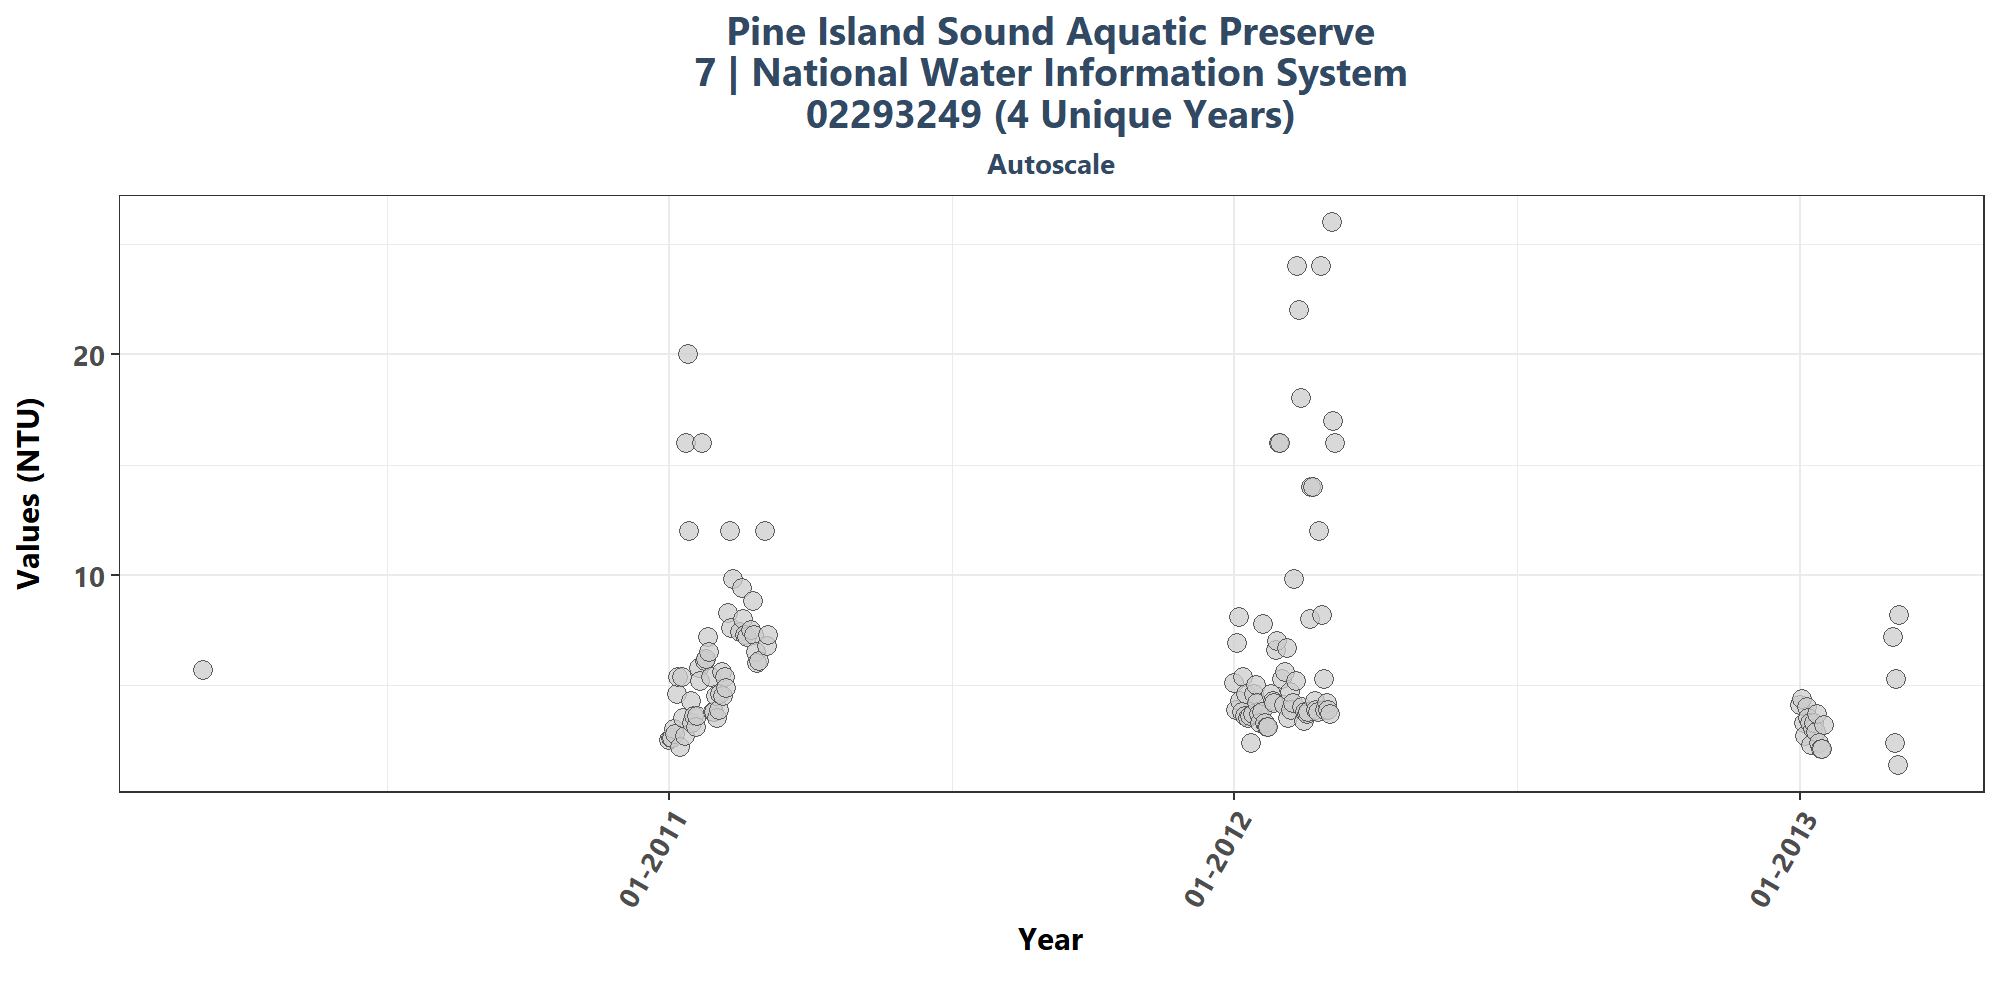 Pine Island Sound Aquatic Preserve
7 | National Water Information System
02293249 (4 Unique Years)
Autoscale
Values (NTU)
20
10
01-2011
01-2012
01-2013
Year